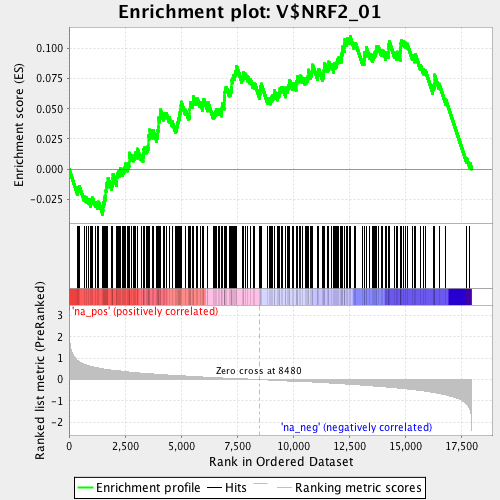 Enrichment plot: V$NRF2_01
Enrichment score (ES)
0.100
0.075
0.050
0.025
0.000
-0.025
'na_pos' (positively correlated)
Ranked list metric (PreRanked)
3
2
1
0
-1
-2
Zero cross at 8480
'na_neg' (negatively correlated)
0
2,500
5,000
7,500
10,000
12,500
15,000
17,500
Rank in Ordered Dataset
Enrichment profile
Hits
Ranking metric scores